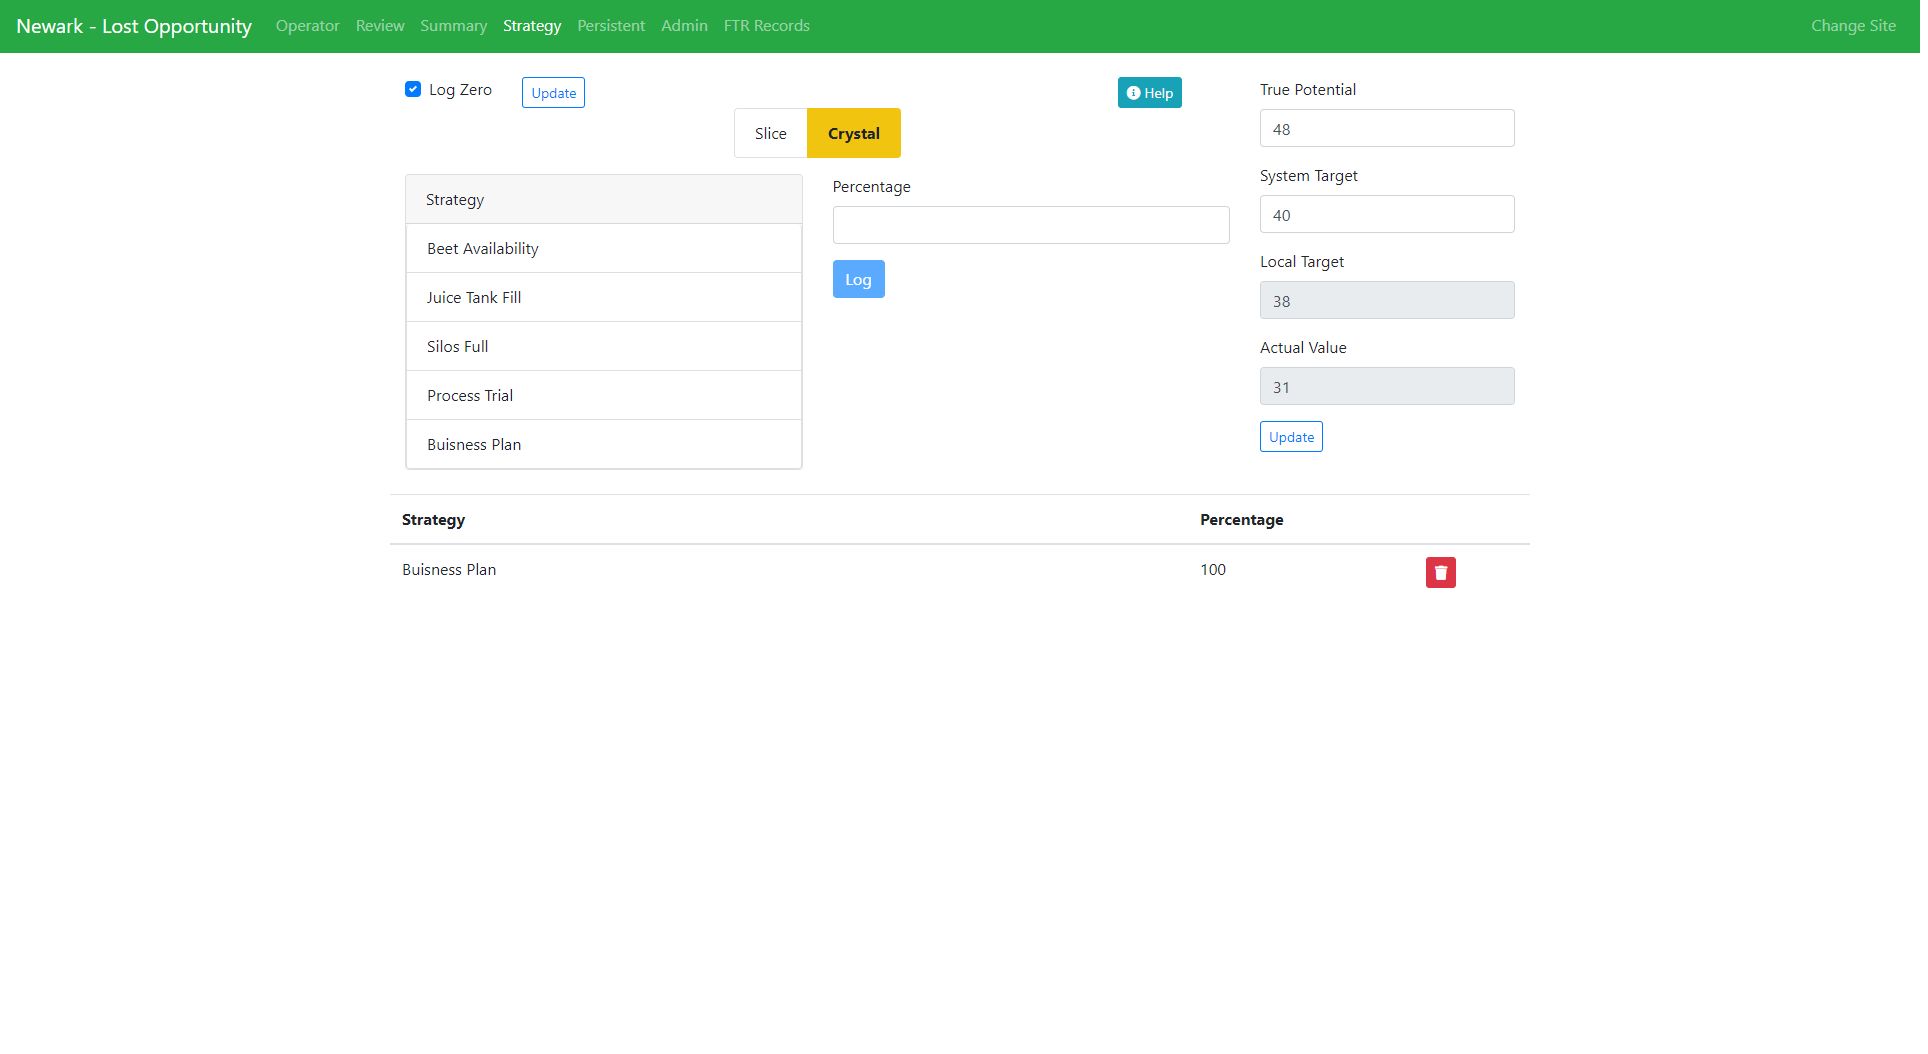 Newark - Lost Opportunity Operator Review Summary Strategy Persistent Admin FTR Records Change Site
Log Zero Update Help
Slice Crystal
Strategy
Beet Availability
Juice Tank Fill
Silos Full
Process Trial
Buisness Plan
Percentage
Log
True Potential
48
System Target
40
Local Target
38
Actual Value
31
Update
Strategy Percentage
Buisness Plan 100